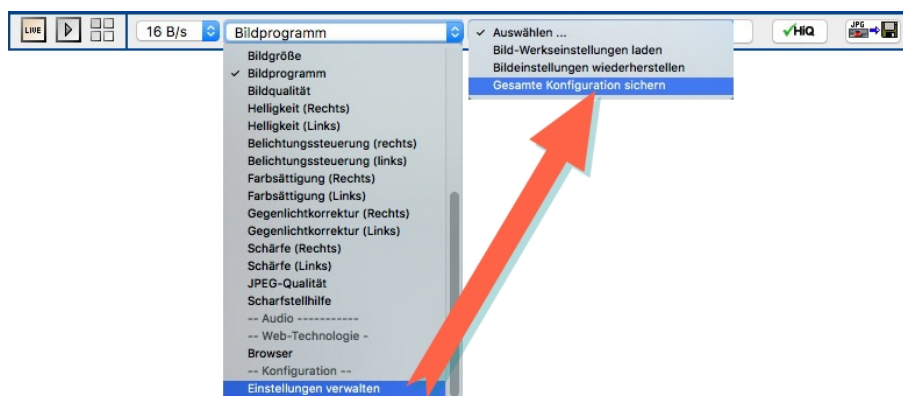 LIVE
16 B/s
Bildprogramm
HiQ
JPG
Bildgröße
Bildprogramm
Bildqualität
Helligkeit (Rechts)
Helligkeit (Links)
Belichtungssteuerung (rechts)
Belichtungssteuerung (links)
Farbsättigung (Rechts)
Farbsättigung (Links)
Gegenlichtkorrektur (Rechts)
Gegenlichtkorrektur (Links)
Schärfe (Rechts)
Schärfe (Links)
JPEG-Qualität
Scharfstellhilfe
-- Audio -----------
-- Web-Technologie -
Browser
-- Konfiguration --
Einstellungen verwalten
Auswählen ...
Bild-Werkseinstellungen laden
Bildeinstellungen wiederherstellen
Gesamte Konfiguration sichern